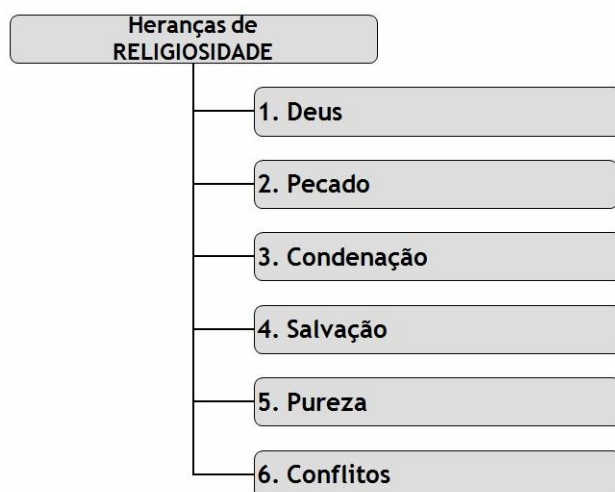 Heranças de
RELIGIOSIDADE
1. Deus
2. Pecado
3. Condenação
4. Salvação
5. Pureza
6. Conflitos